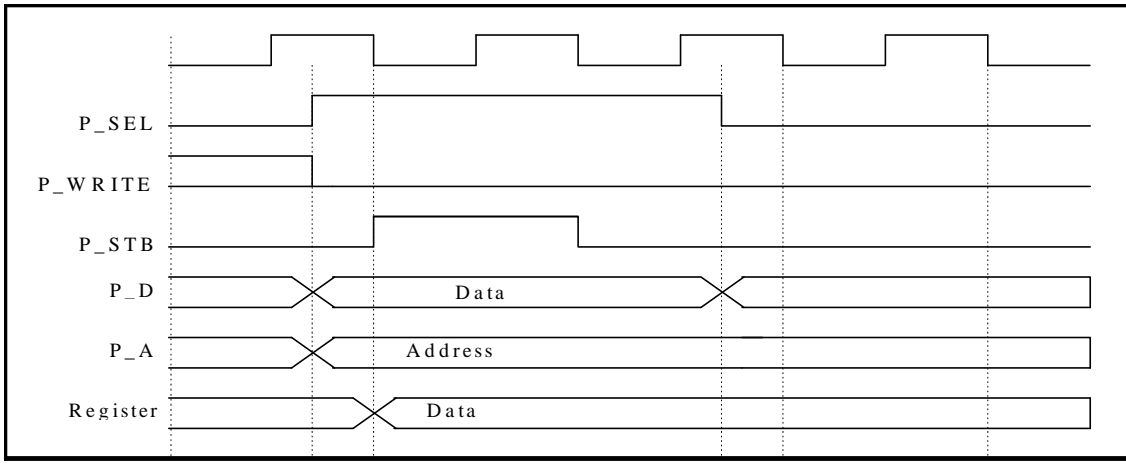 P_SEL
P_WRITE
P_STB
P_D Data
P_A Address
Register Data